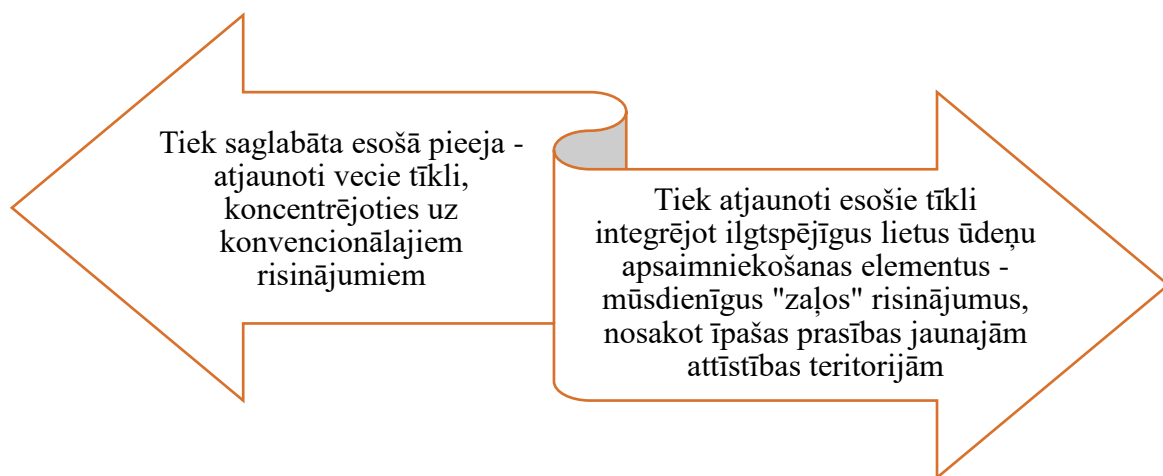 Tiek saglabāta esošā pieeja -
atjaunoti vecie tīkli,
koncentrējoties uz
konvencionālajiem
risinājumiem
Tiek atjaunoti esošie tīkli
integrējot ilgtspējīgus lietus ūdeņu
apsaimniekošanas elementus -
mūsdienīgus "zaļos" risinājumus,
nosakot īpašas prasības jaunajām
attīstības teritorijām